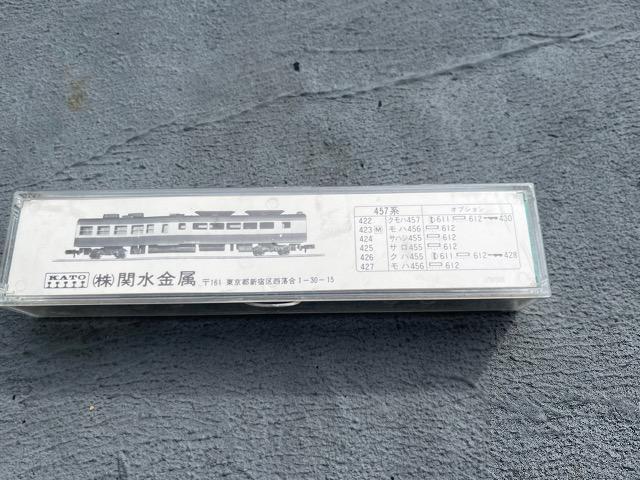 KATO
(株)関水金属 〒161 東京都新宿区西落合1-30-15
457系 オプション
422 クモハ457 611 612 430
423 M モハ456 612
424 サハシ455 612
425 サロ455 612
426 クハ455 611 612 428
427 モハ456 612